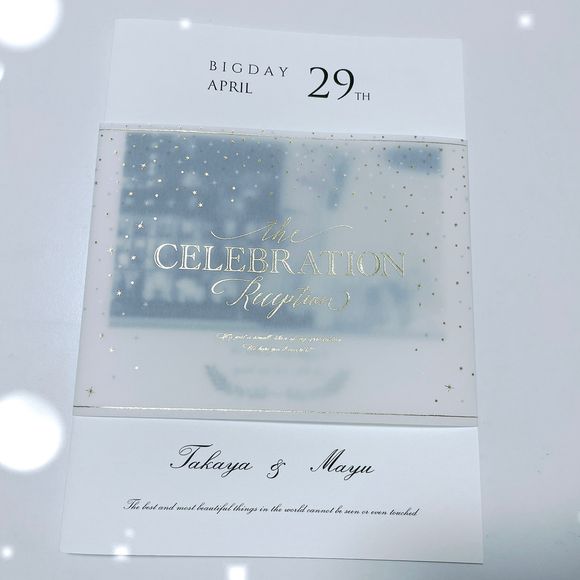 BIGDAY
APRIL 29TH
the
CELEBRATION
Reception
Takaya & Mayu
The best and most beautiful things in the world cannot be seen or even touched